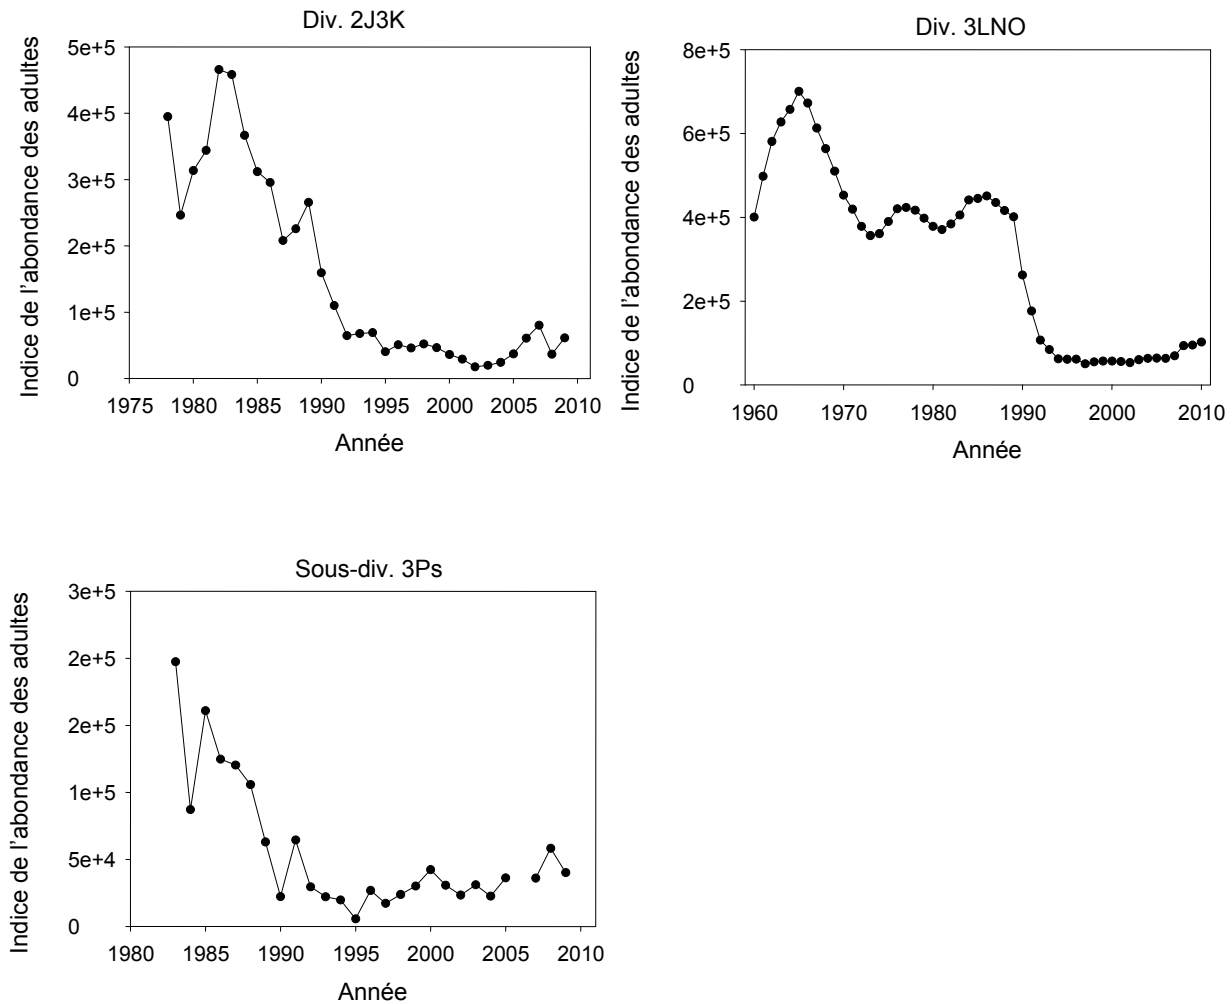 Div. 2J3K
Indice de l'abondance des adultes
5e+5
4e+5
3e+5
2e+5
1e+5
0
1975 1980 1985 1990 1995 2000 2005 2010
Année
Div. 3LNO
Indice de l'abondance des adultes
8e+5
6e+5
4e+5
2e+5
0
1960 1970 1980 1990 2000 2010
Année
Sous-div. 3Ps
Indice de l'abondance des adultes
3e+5
2e+5
2e+5
1e+5
5e+4
0
1980 1985 1990 1995 2000 2005 2010
Année